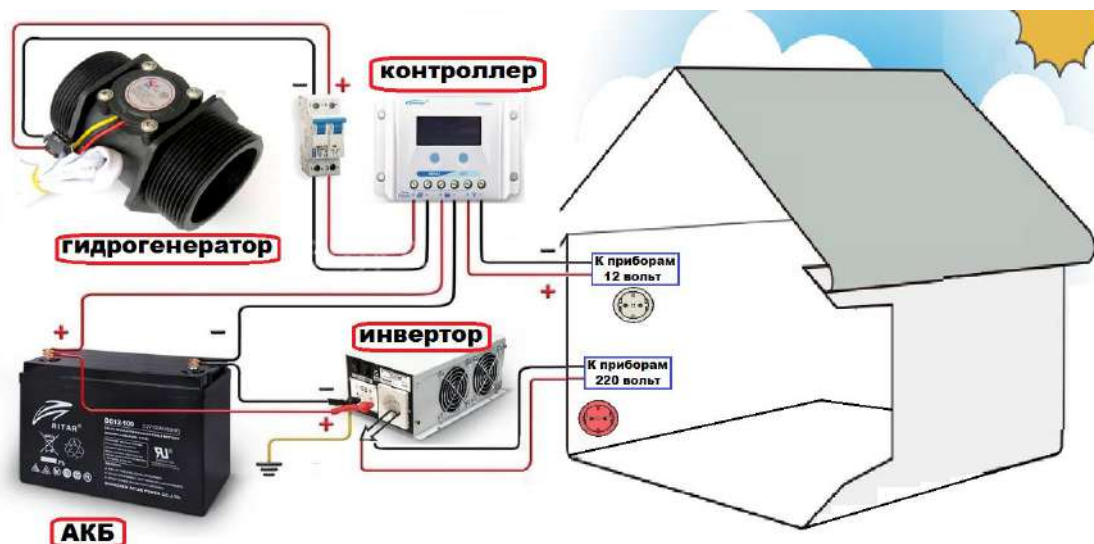 контроллер
гидрогенератор
К приборам
12 вольт
инвертор
К приборам
220 вольт
RITAR
АКБ